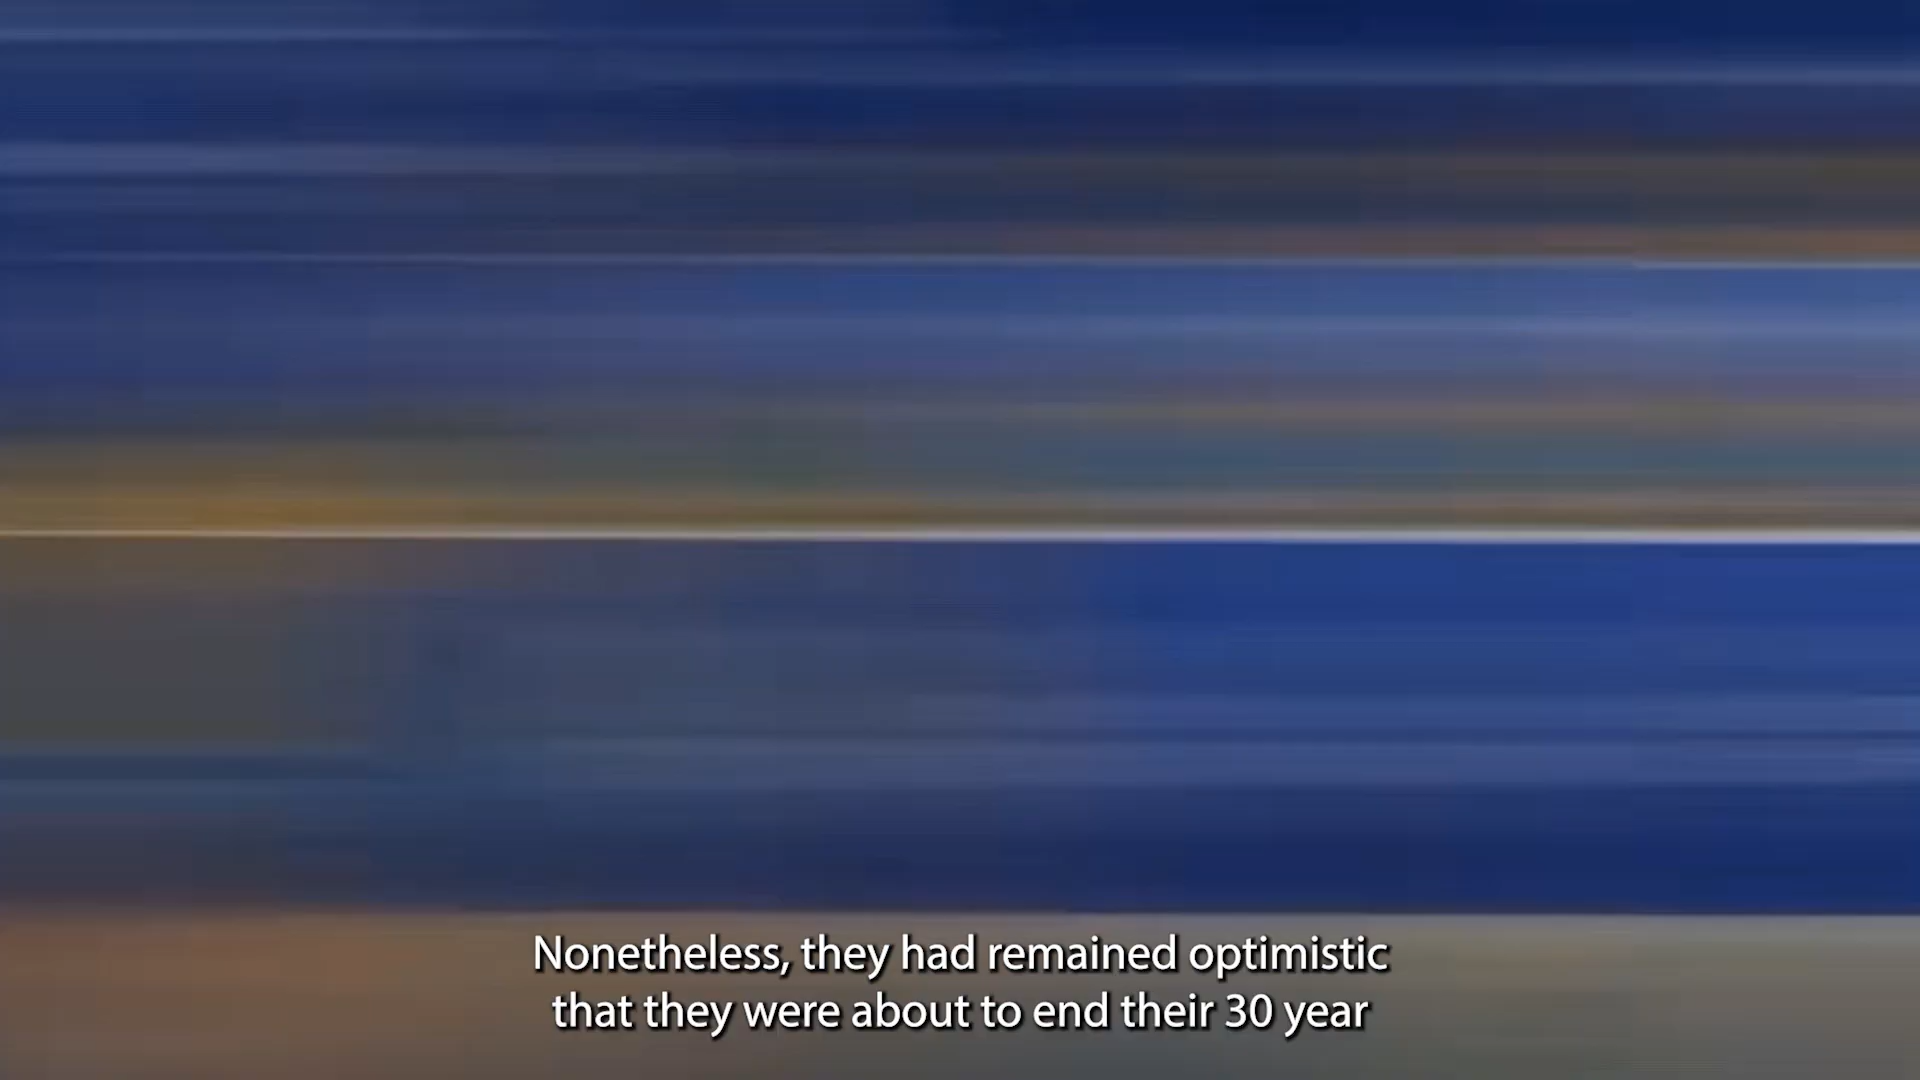 Nonetheless, they had remained optimistic
that they were about to end their 30 year